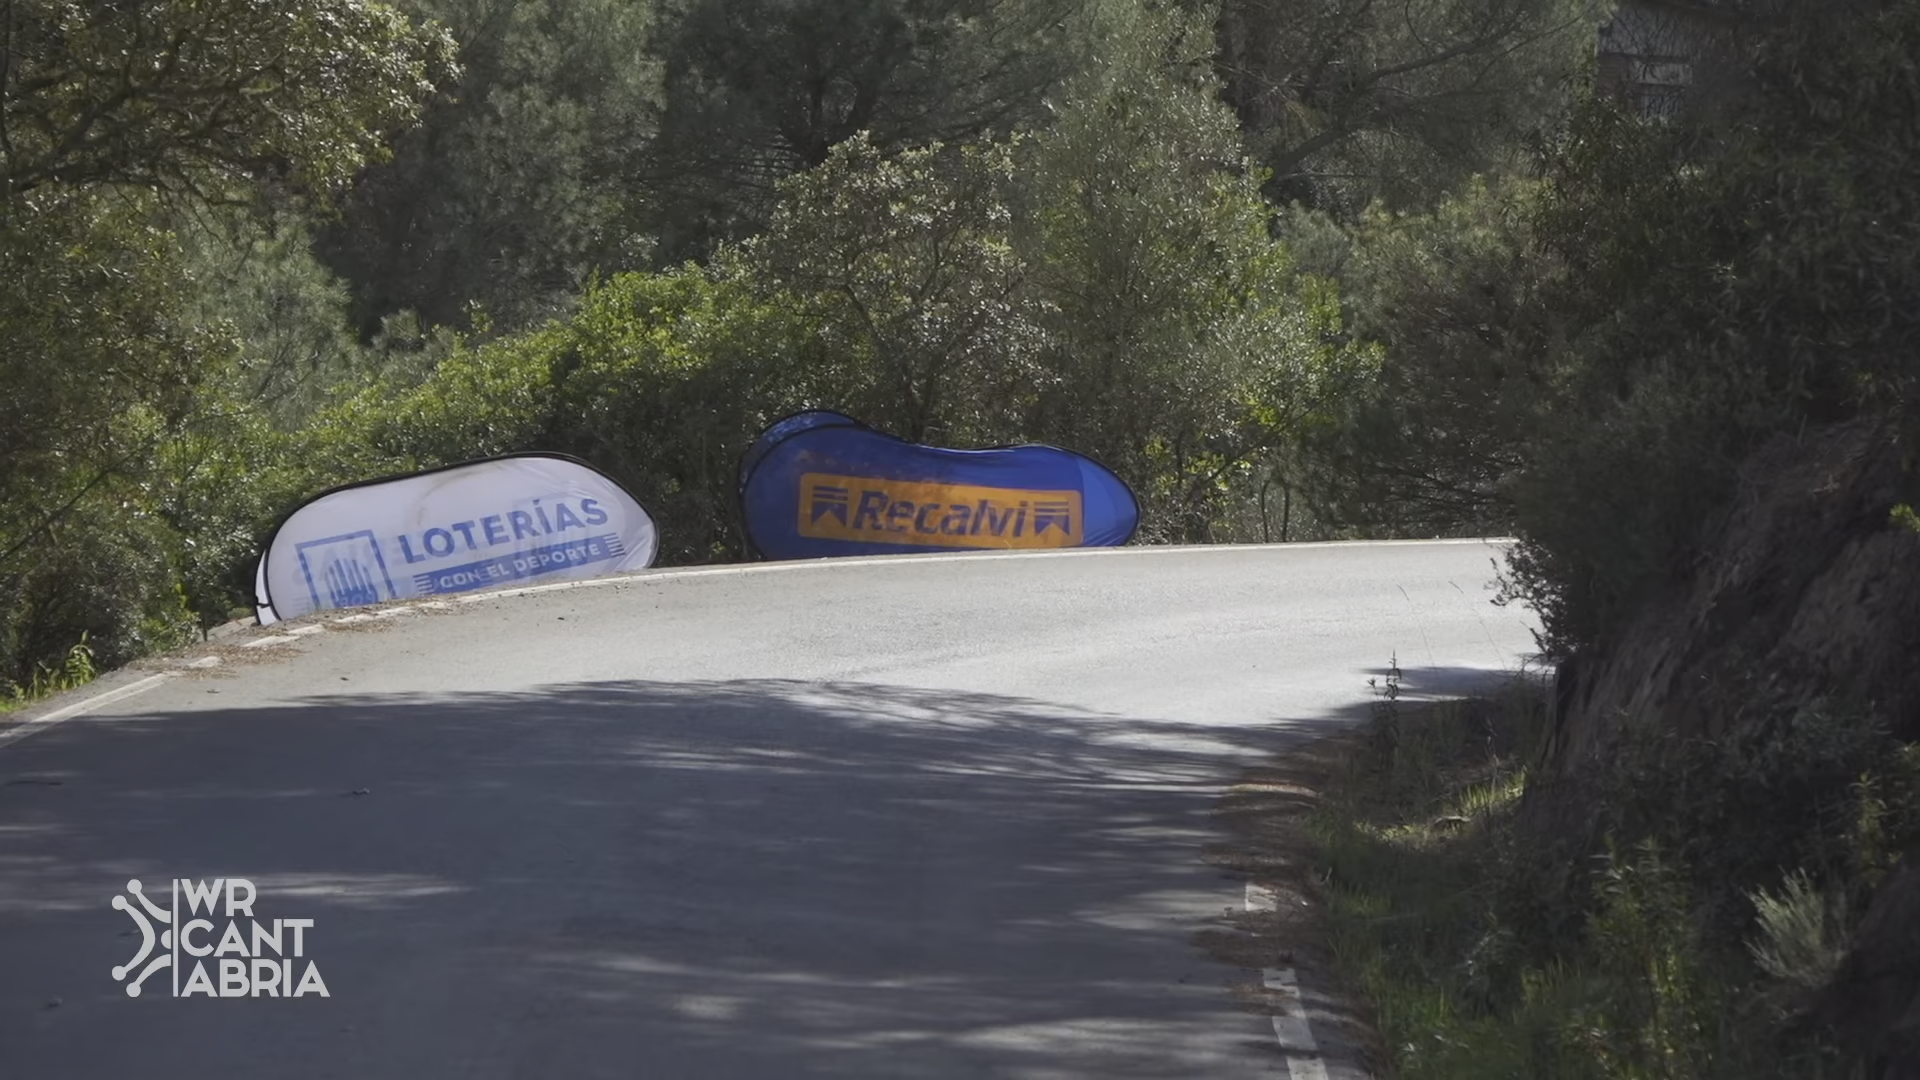 LOTERÍAS
CON EL DEPORTE
Recalvi
WR
CANT
ABRIA